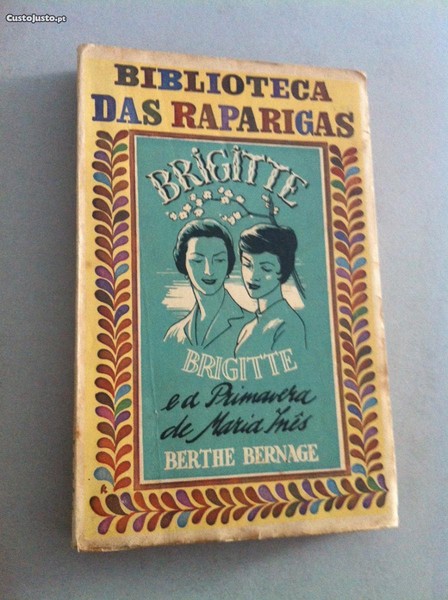 CustoJusto.pt
BIBLIOTECA
DAS RAPARIGAS
BRIGITTE
BRIGITTE
e a Primavera
de Maria Inês
BERTHE BERNAGE